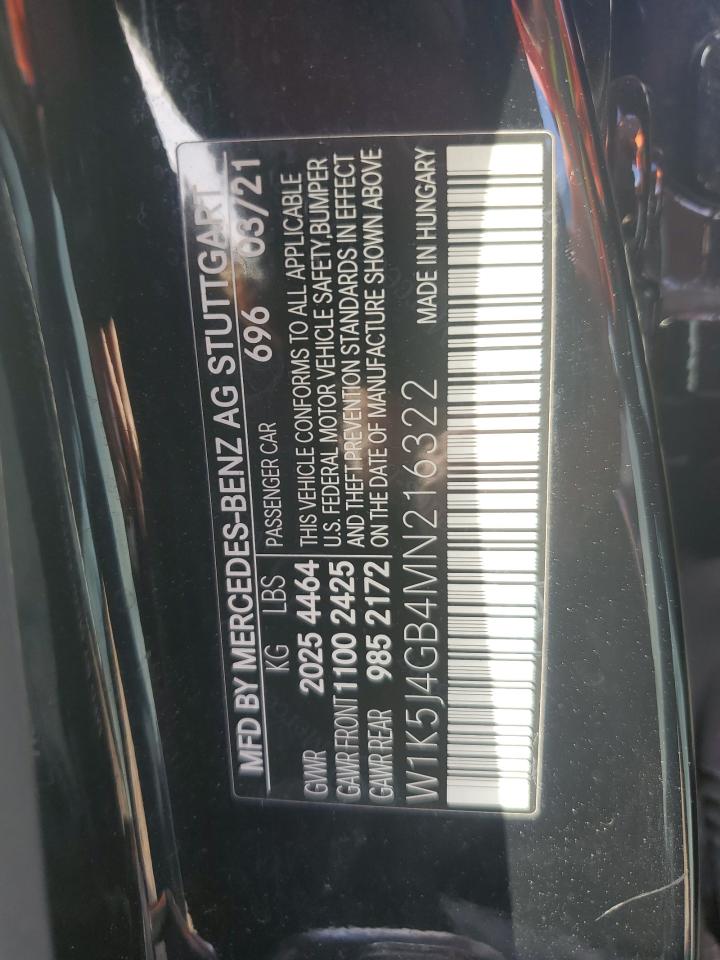 MFD BY MERCEDES-BENZ AG STUTTGART
KG LBS PASSENGER CAR 696 03/21
GVWR 2025 4464 THIS VEHICLE CONFORMS TO ALL APPLICABLE
U.S. FEDERAL MOTOR VEHICLE SAFETY,BUMPER
GAWR FRONT 1100 2425 AND THEFT PREVENTION STANDARDS IN EFFECT
GAWR REAR 985 2172 ON THE DATE OF MANUFACTURE SHOWN ABOVE
W1K5J4GB4MN216322 MADE IN HUNGARY